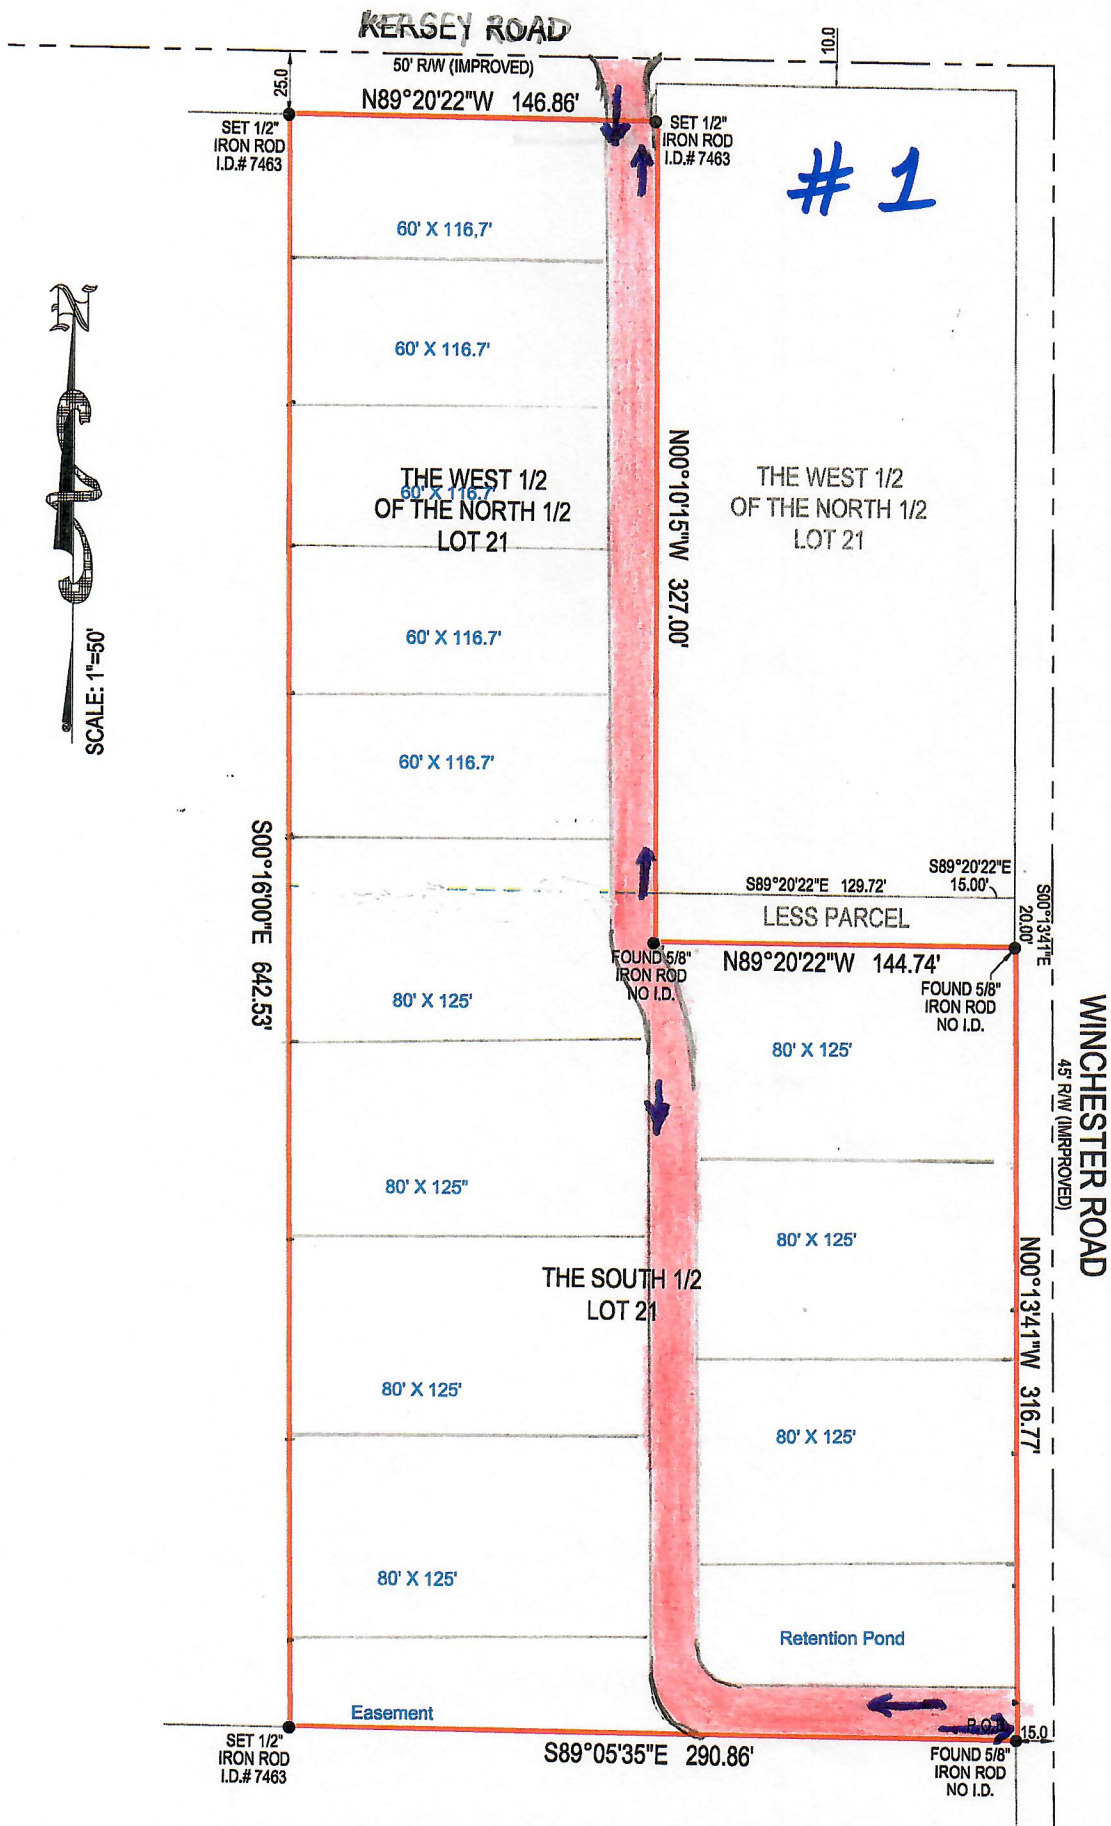 KERSEY ROAD
50' R/W (IMPROVED)
25.0
10.0
N89°20'22"W 146.86'
SET 1/2"
IRON ROD
I.D.# 7463
SET 1/2"
IRON ROD
I.D.# 7463
# 1
60' X 116,7'
N
60' X 116.7'
THE WEST 1/2
OF THE NORTH 1/2
LOT 21
60' X 116.7'
N00°10'15"W 327.00'
THE WEST 1/2
OF THE NORTH 1/2
LOT 21
SCALE: 1"=50'
60' X 116.7'
60' X 116.7'
S00°16'00"E 642.53'
S89°20'22"E 129.72'
S89°20'22"E
15.00'
S00°13'41"E
20.00'
LESS PARCEL
FOUND 5/8"
IRON ROD
NO I.D.
N89°20'22"W 144.74'
FOUND 5/8"
IRON ROD
NO I.D.
WINCHESTER ROAD
45' R/W (IMRPROVED)
80' X 125'
80' X 125'
80' X 125"
80' X 125'
N00°13'41"W 316.77'
THE SOUTH 1/2
LOT 21
80' X 125'
80' X 125'
80' X 125'
Retention Pond
Easement
P.O.B.
15.0
SET 1/2"
IRON ROD
I.D.# 7463
S89°05'35"E 290.86'
FOUND 5/8"
IRON ROD
NO I.D.